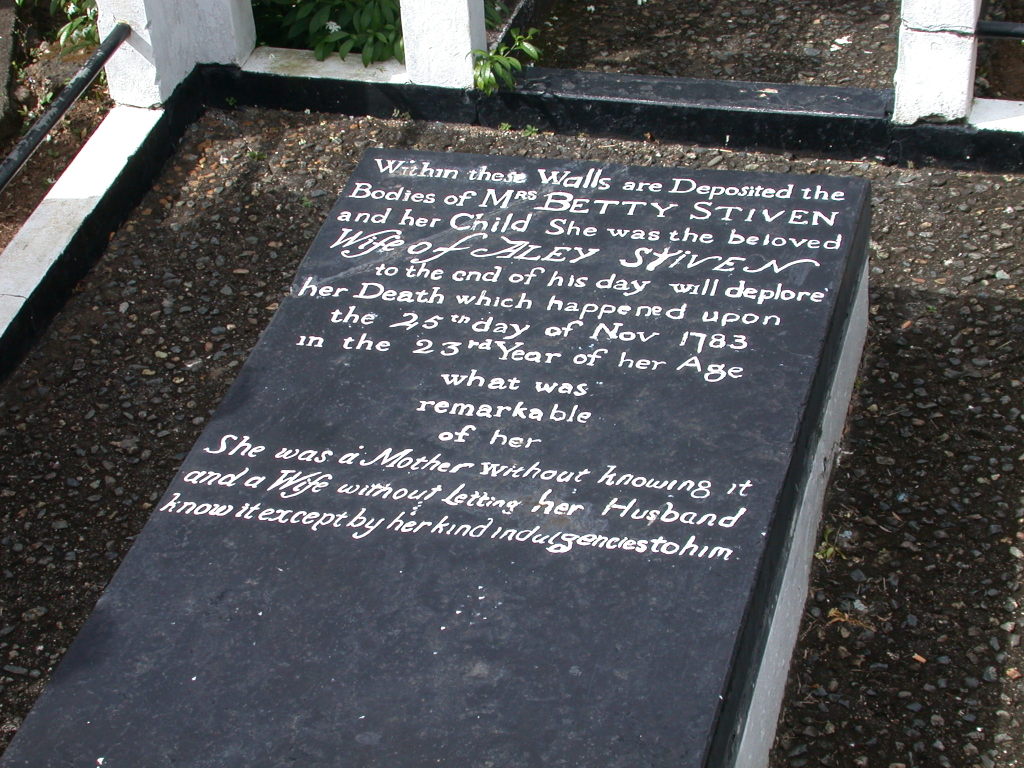 Within these Walls are Deposited the
Bodies of Mrs BETTY STIVEN
and her Child She was the beloved
Wife of ALEY STIVEN
to the end of his day will deplore
her Death which happened upon
the 25th day of Nov 1783
in the 23rd Year of her Age
what was
remarkable
of her
She was a Mother without knowing it
and a Wife without letting her Husband
know it except by her kind indulgencies to him